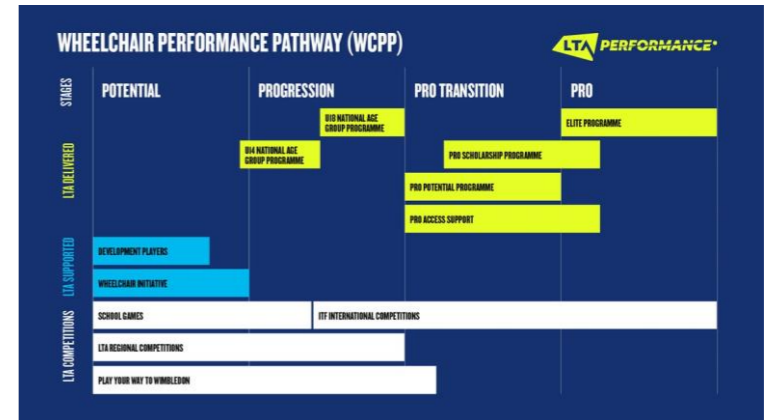 WHEELCHAIR PERFORMANCE PATHWAY (WCPP)
LTA PERFORMANCE
STAGES
POTENTIAL
PROGRESSION
PRO TRANSITION
PRO
LTA DELIVERED
U18 NATIONAL AGE
GROUP PROGRAMME
ELITE PROGRAMME
U14 NATIONAL AGE
GROUP PROGRAMME
PRO SCHOLARSHIP PROGRAMME
PRO POTENTIAL PROGRAMME
PRO ACCESS SUPPORT
LTA SUPPORTED
DEVELOPMENT PLAYERS
WHEELCHAIR INITIATIVE
LTA COMPETITIONS
SCHOOL GAMES
ITF INTERNATIONAL COMPETITIONS
LTA REGIONAL COMPETITIONS
PLAY YOUR WAY TO WIMBLEDON